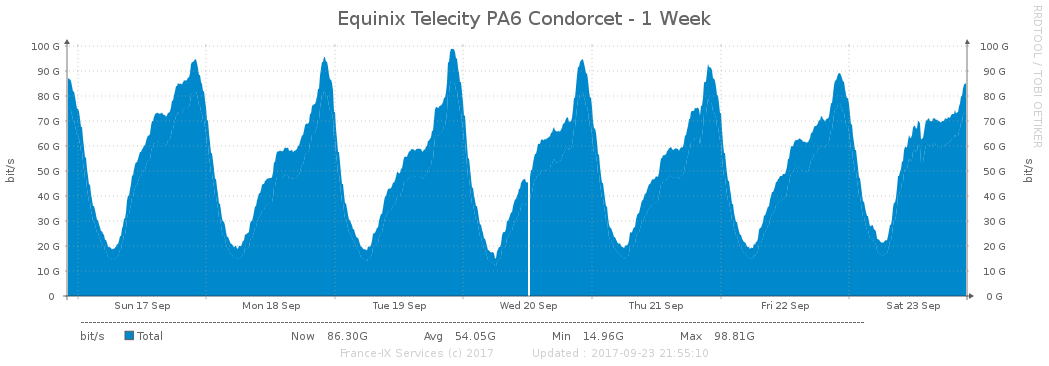 Equinix Telecity PA6 Condorcet - 1 Week
RRDTOOL / TOBI OETIKER
bit/s
100 G
90 G
80 G
70 G
60 G
50 G
40 G
30 G
20 G
10 G
0
100 G
90 G
80 G
70 G
60 G
50 G
40 G
30 G
20 G
10 G
0 G
bit/s
Sun 17 Sep Mon 18 Sep Tue 19 Sep Wed 20 Sep Thu 21 Sep Fri 22 Sep Sat 23 Sep
bit/s Total Now 86.30G Avg 54.05G Min 14.96G Max 98.81G
France-IX Services (c) 2017 Updated : 2017-09-23 21:55:10